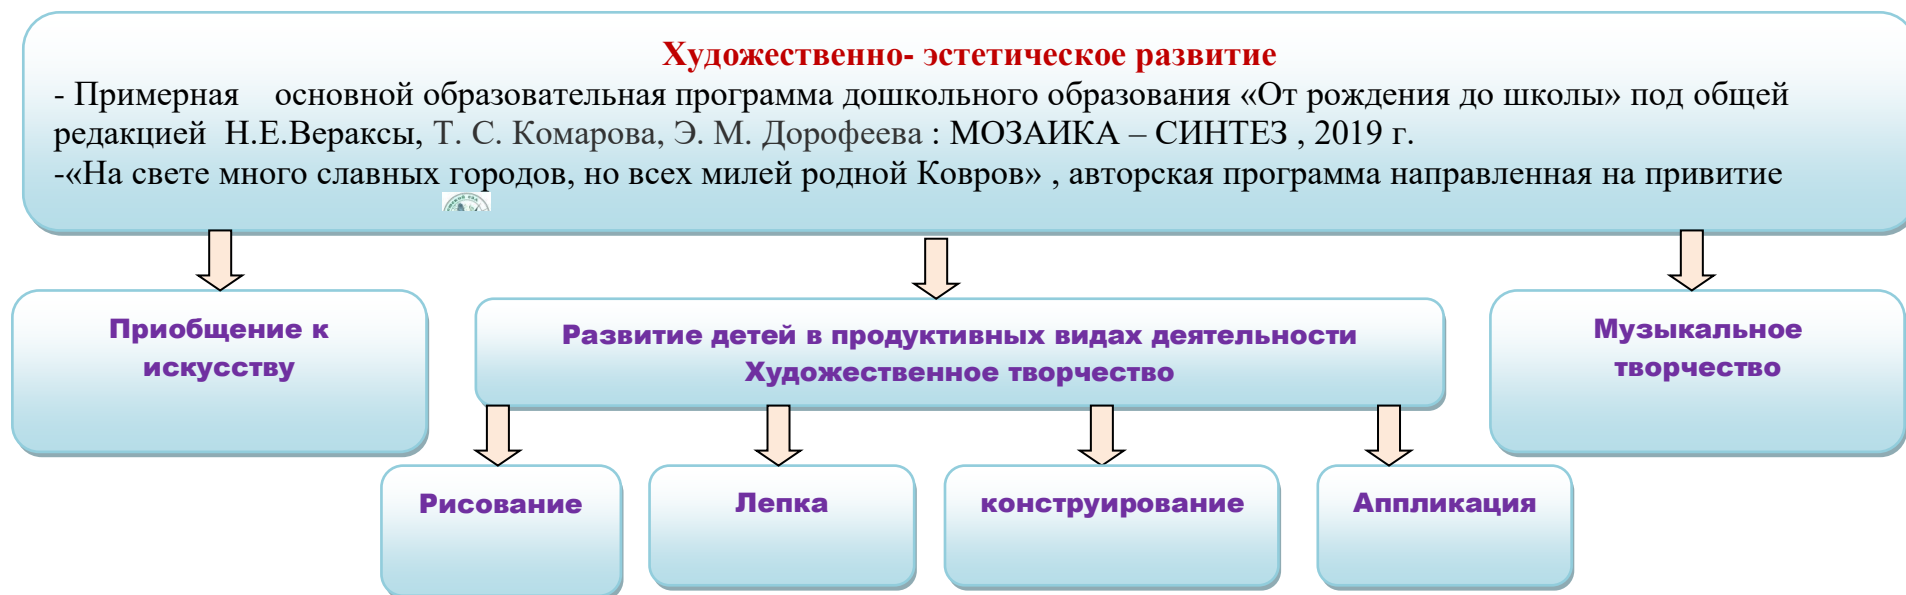 Художественно- эстетическое развитие
- Примерная основной образовательная программа дошкольного образования «От рождения до школы» под общей
редакцией Н.Е.Вераксы, Т. С. Комарова, Э. М. Дорофеева : МОЗАИКА – СИНТЕЗ , 2019 г.
-«На свете много славных городов, но всех милей родной Ковров» , авторская программа направленная на привитие
Приобщение к
искусству
Развитие детей в продуктивных видах деятельности
Художественное творчество
Музыкальное
творчество
Рисование
Лепка
конструирование
Аппликация